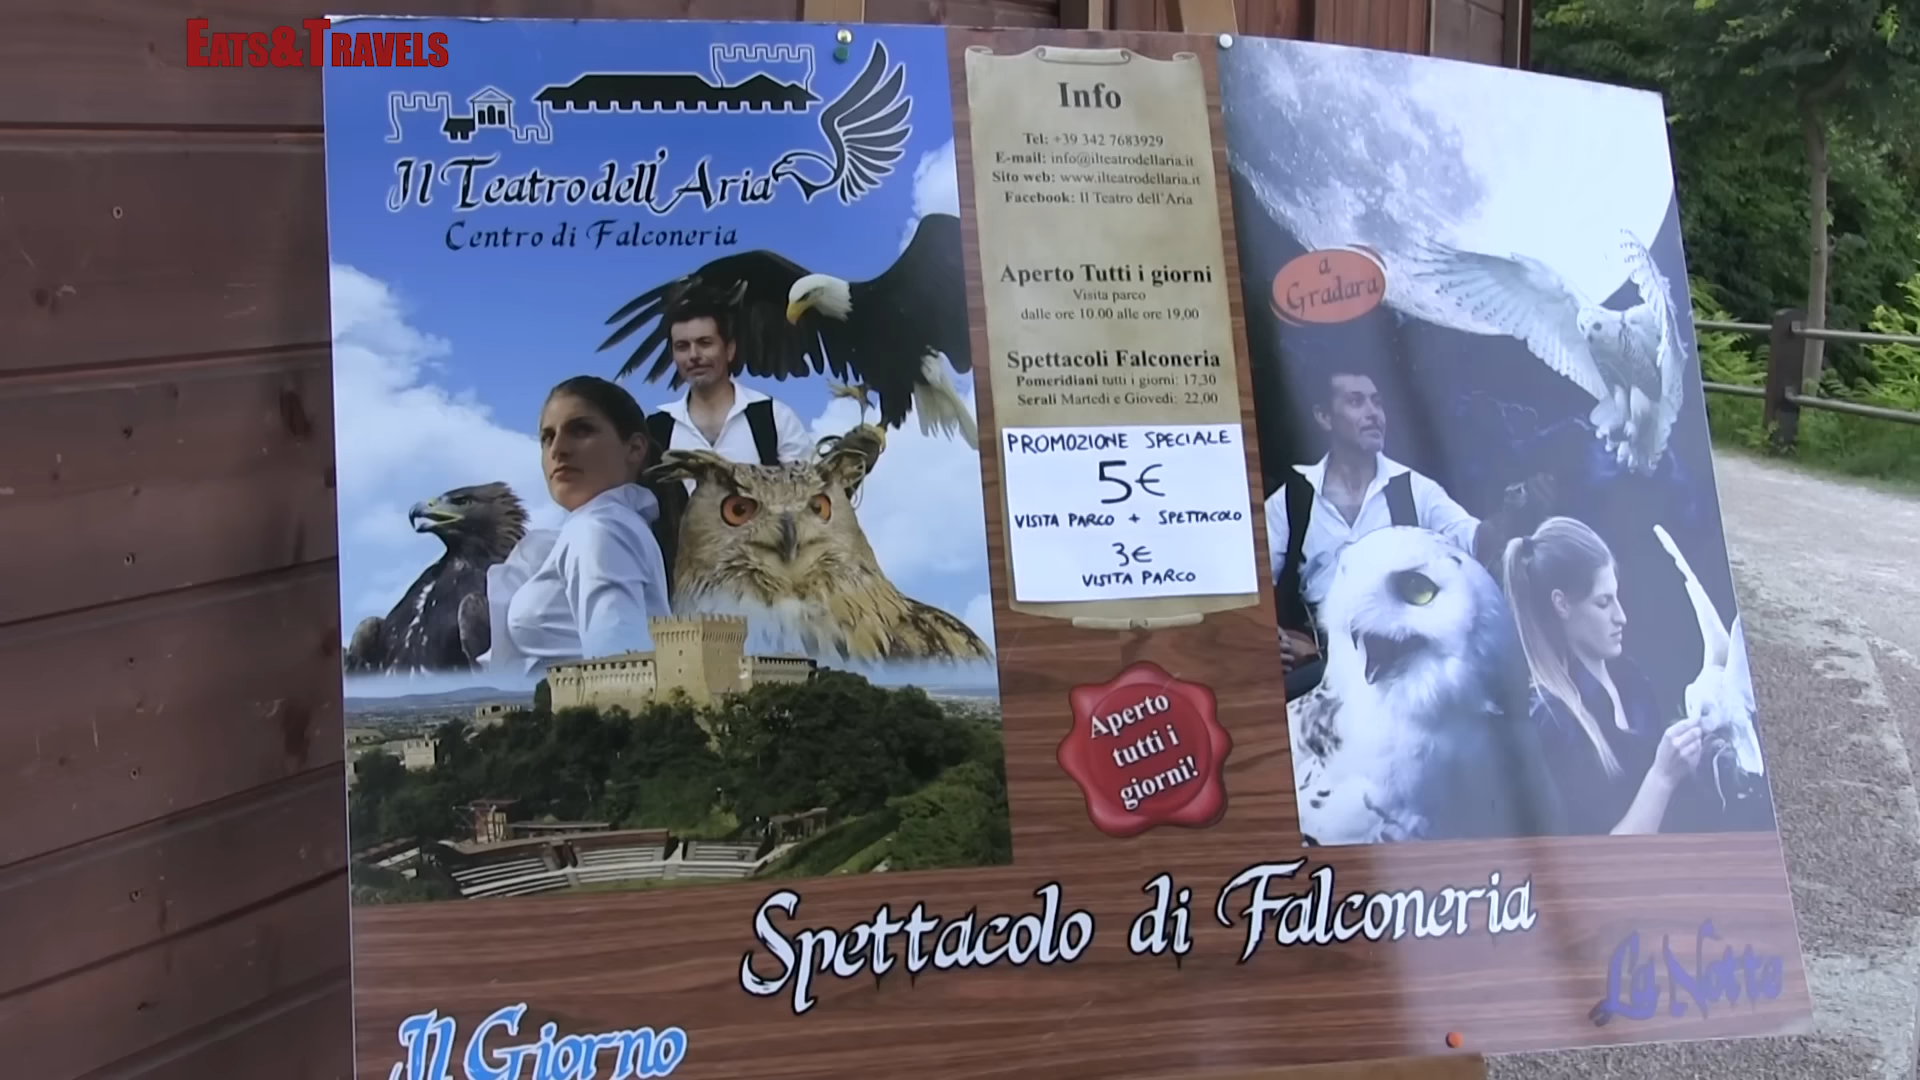 EATS&TRAVELS
Il Teatro dell'Aria
Centro di Falconeria
Info
Tel: +39 342 7683929
E-mail: info@ilteatrodellaria.it
Sito web: www.ilteatrodellaria.it
Facebook: Il Teatro dell'Aria
Aperto Tutti i giorni
Visita parco
dalle ore 10.00 alle ore 19,00
Spettacoli Falconeria
Pomeridiani tutti i giorni: 17,30
Serali Martedì e Giovedì: 22,00
PROMOZIONE SPECIALE
5€
VISITA PARCO + SPETTACOLO
3€
VISITA PARCO
a
Gradara
Aperto
tutti i
giorni!
Spettacolo di Falconeria
Il Giorno
La Notte